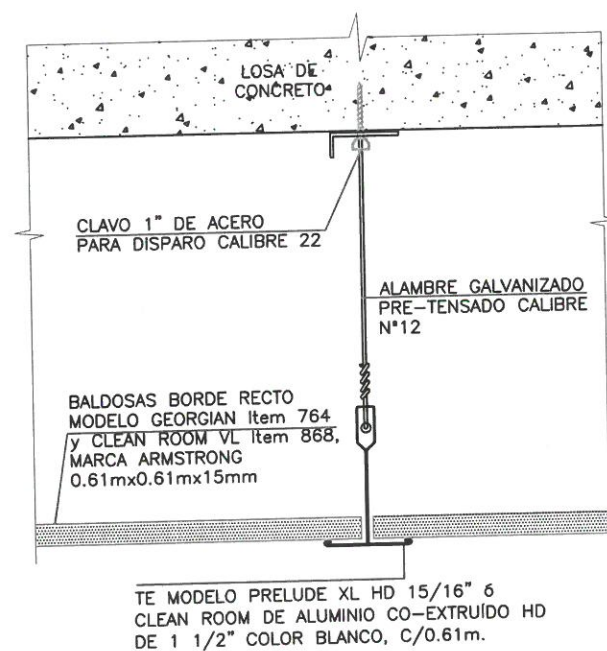 LOSA DE
CONCRETO
CLAVO 1" DE ACERO
PARA DISPARO CALIBRE 22
ALAMBRE GALVANIZADO
PRE-TENSADO CALIBRE
N°12
BALDOSAS BORDE RECTO
MODELO GEORGIAN Item 764
y CLEAN ROOM VL Item 868,
MARCA ARMSTRONG
0.61mx0.61mx15mm
TE MODELO PRELUDE XL HD 15/16" ó
CLEAN ROOM DE ALUMINIO CO-EXTRUÍDO HD
DE 1 1/2" COLOR BLANCO, C/0.61m.